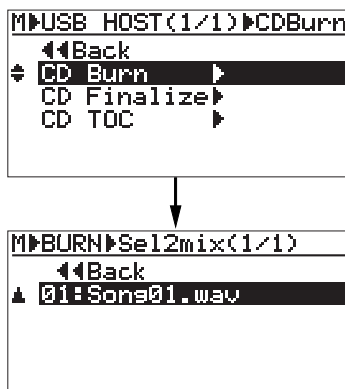 M▶USB HOST(1/1)▶CDBurn
◀◀Back
CD Burn ▶
CD Finalize▶
CD TOC ▶
M▶BURN▶Sel2mix(1/1)
◀◀Back
01:Song01.wav